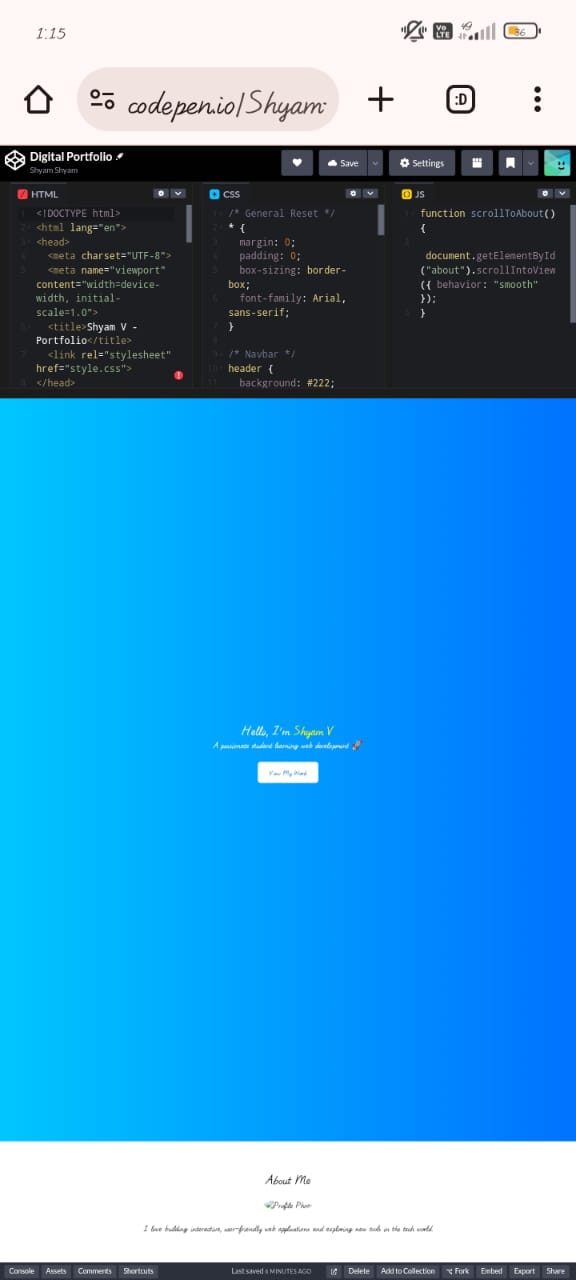 1:15
Vo LTE
4G
36
codepen.io/Shyam
:D
Digital Portfolio
Shyam Shyam
Save
Settings
HTML
1 <!DOCTYPE html>
2 <html lang="en">
3 <head>
4 <meta charset="UTF-8">
5 <meta name="viewport"
content="width=device-
width, initial-
scale=1.0">
6 <title>Shyam V -
Portfolio</title>
7 <link rel="stylesheet"
href="style.css">
8 </head>
CSS
1 /* General Reset */
2 * {
3 margin: 0;
4 padding: 0;
5 box-sizing: border-
box;
6 font-family: Arial,
sans-serif;
7 }
8
9 /* Navbar */
10 header {
11 background: #222;
JS
1 function scrollToAbout()
{
2
document.getElementById
("about").scrollIntoView
({ behavior: "smooth"
});
3 }
Hello, I'm Shyam V
A passionate student learning web development 🚀
View My Work
About Me
Profile Photo
I love building interactive, user-friendly web applications and exploring new tools in the tech world.
Console
Assets
Comments
Shortcuts
Last saved 8 MINUTES AGO
Delete
Add to Collection
Fork
Embed
Export
Share